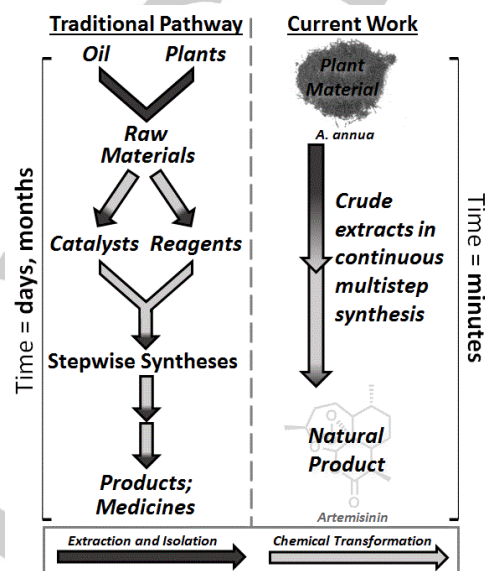 Traditional Pathway
Oil
Plants
Raw
Materials
Catalysts
Reagents
Stepwise Syntheses
Products;
Medicines
Time = days, months
Current Work
Plant
Material
A. annua
Crude
extracts in
continuous
multistep
synthesis
Natural
Product
O
O
O
O
O
Artemisinin
Time = minutes
Extraction and Isolation
Chemical Transformation